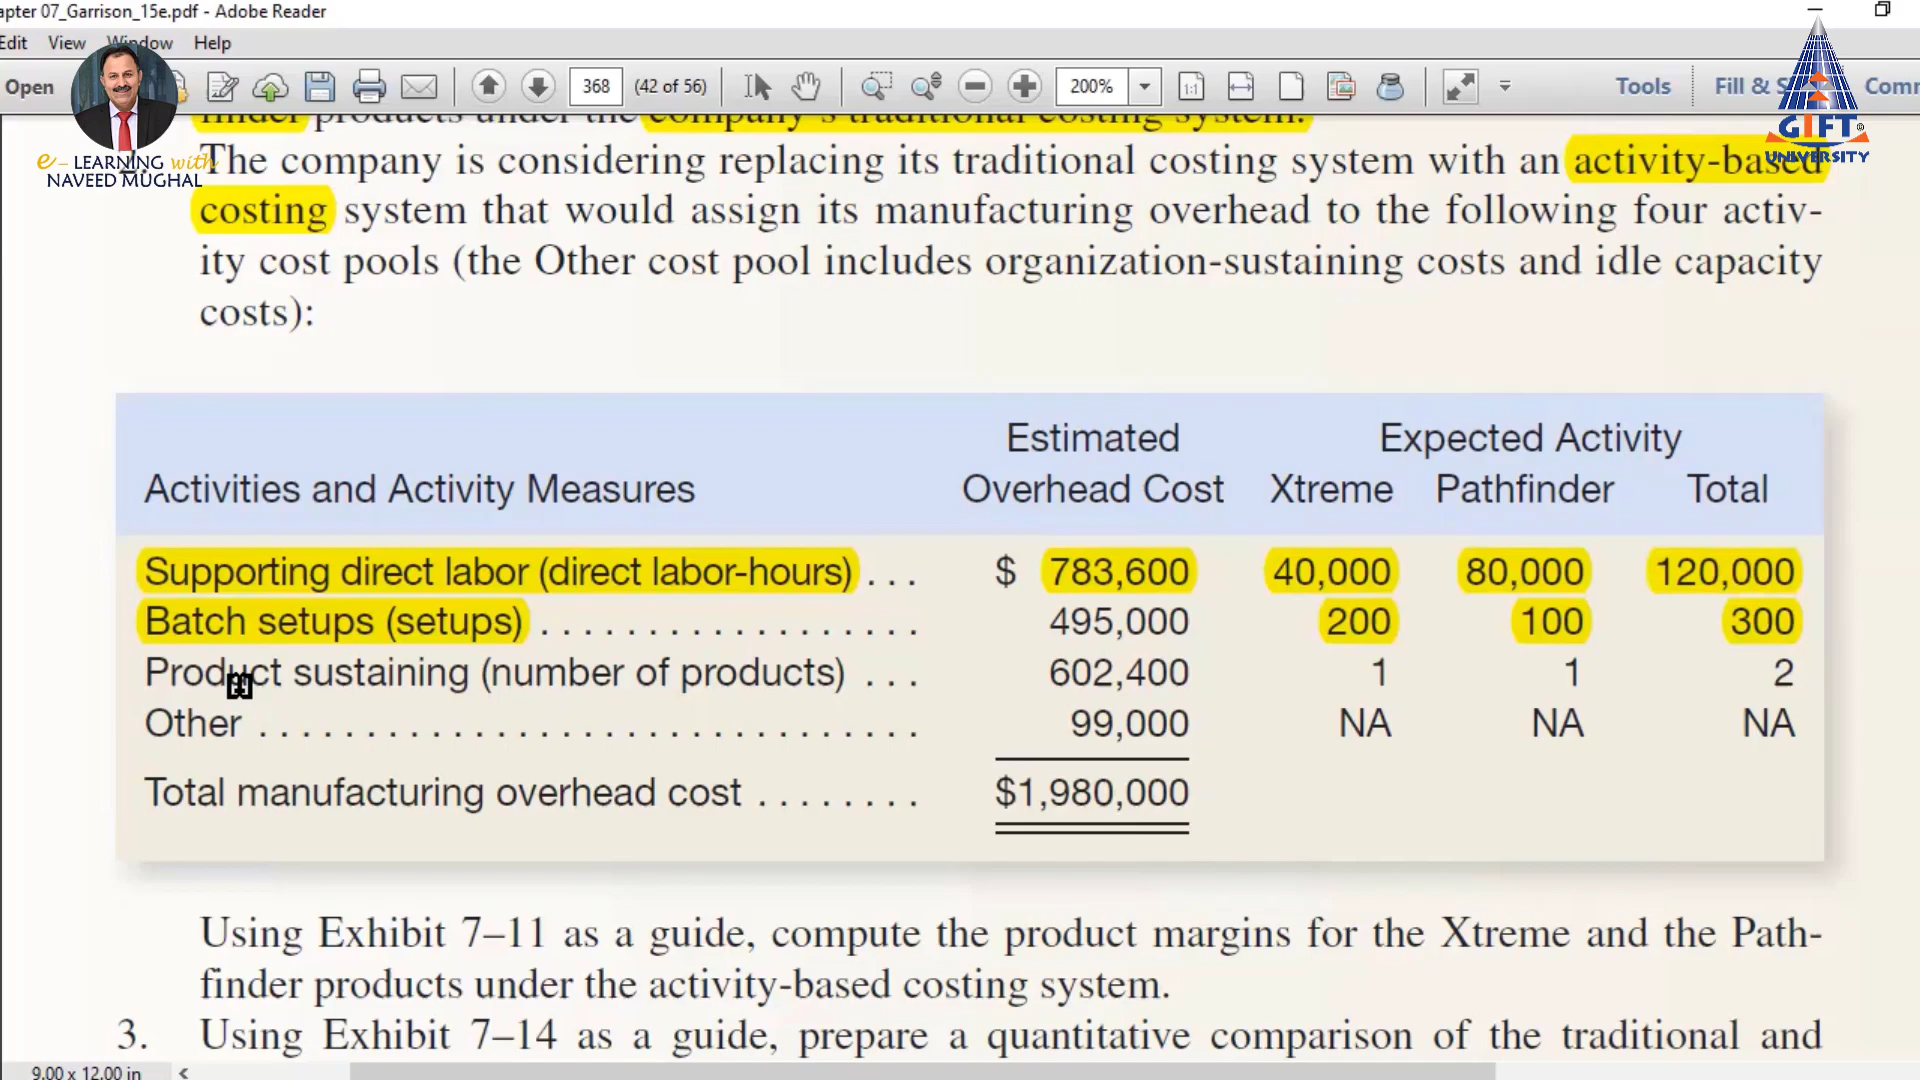 apter 07_Garrison_15e.pdf - Adobe Reader
Edit View Window Help
Open 368 (42 of 56) 200% Tools Fill & S Comm
e - LEARNING with
NAVEED MUGHAL
GIFT
UNIVERSITY
finder products under the company's traditional costing system.
The company is considering replacing its traditional costing system with an activity-based
costing system that would assign its manufacturing overhead to the following four activ-
ity cost pools (the Other cost pool includes organization-sustaining costs and idle capacity
costs):
Estimated Expected Activity
Activities and Activity Measures Overhead Cost Xtreme Pathfinder Total
Supporting direct labor (direct labor-hours) . . . $ 783,600 40,000 80,000 120,000
Batch setups (setups) . . . . . . . . . . . . . . . . . . 495,000 200 100 300
Product sustaining (number of products) . . . 602,400 1 1 2
Other . . . . . . . . . . . . . . . . . . . . . . . . . . . . . . . 99,000 NA NA NA
Total manufacturing overhead cost . . . . . . . . $1,980,000
Using Exhibit 7–11 as a guide, compute the product margins for the Xtreme and the Path-
finder products under the activity-based costing system.
3. Using Exhibit 7–14 as a guide, prepare a quantitative comparison of the traditional and
9.00 x 12.00 in